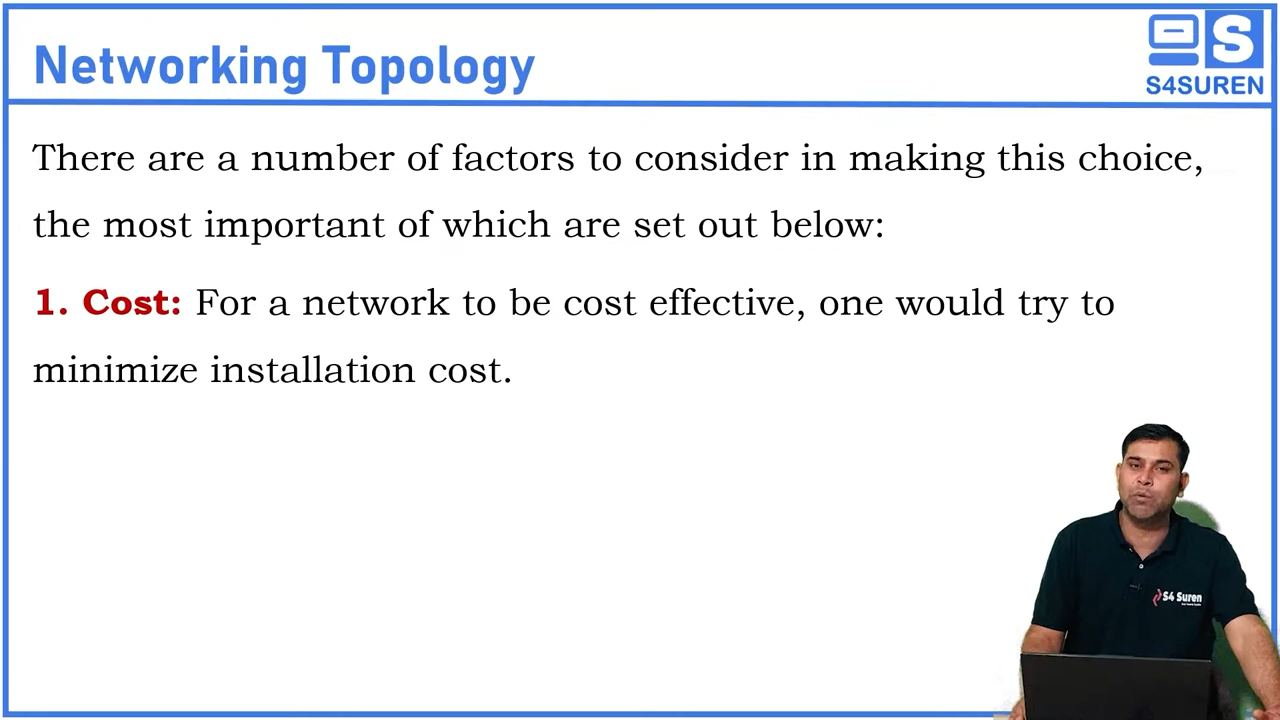 Networking Topology
S
S4SUREN
There are a number of factors to consider in making this choice,
the most important of which are set out below:
1. Cost: For a network to be cost effective, one would try to
minimize installation cost.
S4 Suren